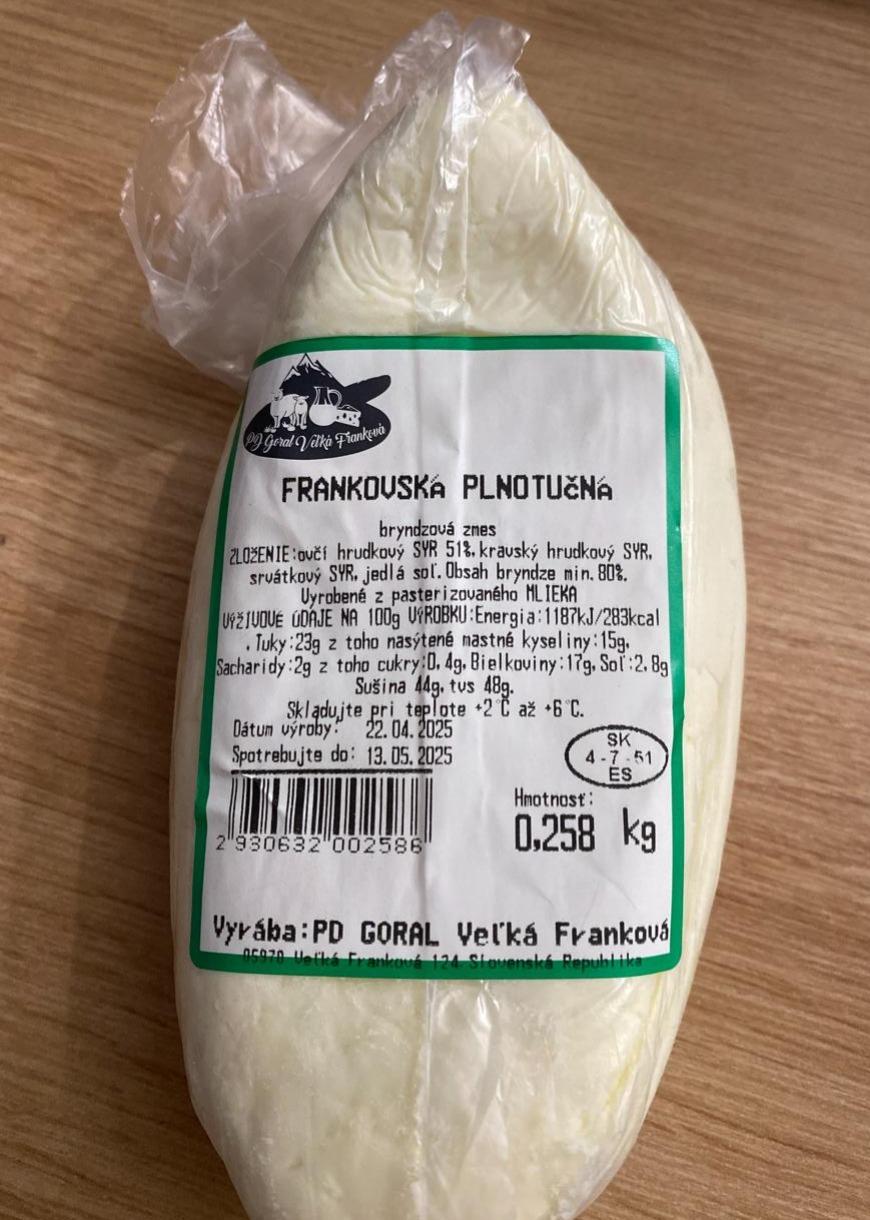 PD Goral Veľká Franková
FRANKOVSKÁ PLNOTUČNÁ
bryndzová zmes
ZLOŽENIE:ovčí hrudkový SYR 51%, kravský hrudkový SYR,
srvátkový SYR, jedlá soľ. Obsah bryndze min. 80%.
Vyrobené z pasterizovaného MLIEKA
VÝŽIVOVÉ ÚDAJE NA 100g VÝROBKU:Energia:1187kJ/283kcal
, Tuky:23g z toho nasýtené mastné kyseliny:15g,
Sacharidy:2g z toho cukry:0,4g, Bielkoviny:17g, Soľ:2,8g
Sušina 44g, tvs 48g.
Skladujte pri teplote +2°C až +6°C.
Dátum výroby: 22.04.2025
Spotrebujte do: 13.05.2025
SK
4-7-51
ES
Hmotnosť:
0,258 kg
2 930632 002586
Vyrába:PD GORAL Veľká Franková
05978 Veľká Franková 124 Slovenská Republika